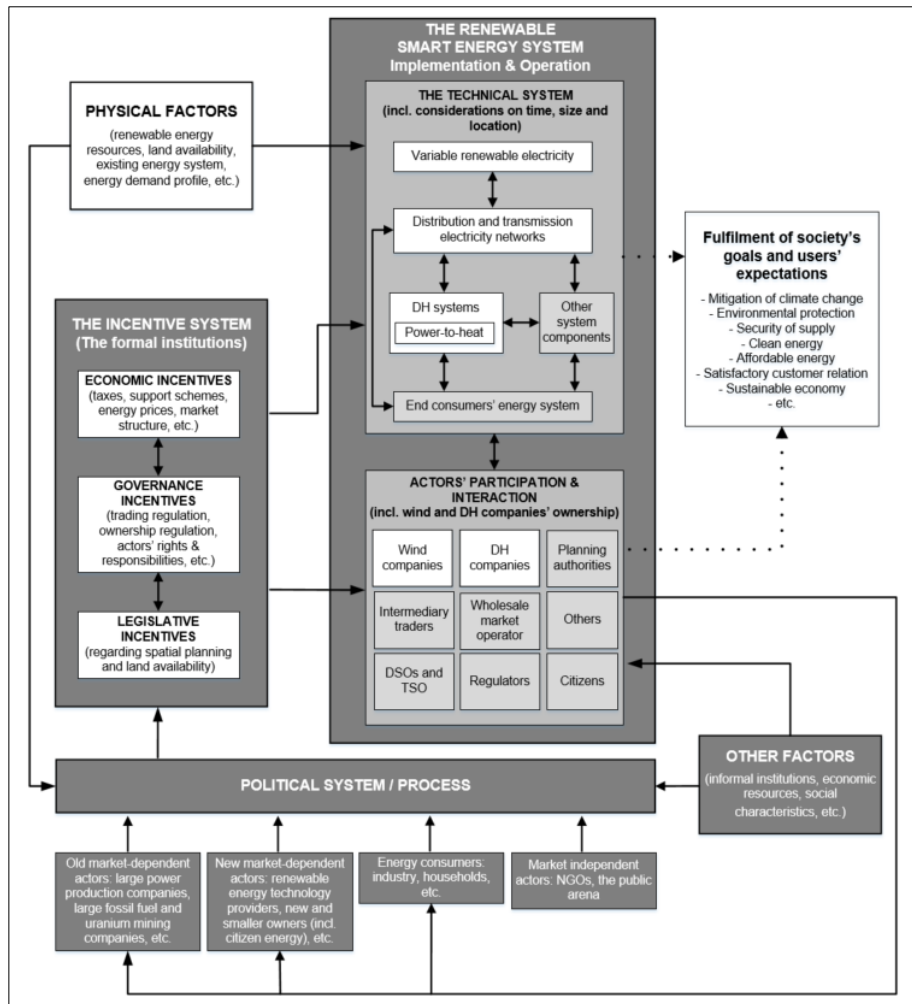 THE RENEWABLE
SMART ENERGY SYSTEM
Implementation & Operation
THE TECHNICAL SYSTEM
(incl. considerations on time, size and
location)
Variable renewable electricity
Distribution and transmission
electricity networks
DH systems
Power-to-heat
Other
system
components
End consumers' energy system
PHYSICAL FACTORS
(renewable energy
resources, land availability,
existing energy system,
energy demand profile, etc.)
Fulfilment of society's
goals and users'
expectations
- Mitigation of climate change
- Environmental protection
- Security of supply
- Clean energy
- Affordable energy
- Satisfactory customer relation
- Sustainable economy
- etc.
THE INCENTIVE SYSTEM
(The formal institutions)
ECONOMIC INCENTIVES
(taxes, support schemes,
energy prices, market
structure, etc.)
GOVERNANCE
INCENTIVES
(trading regulation,
ownership regulation,
actors' rights &
responsibilities, etc.)
LEGISLATIVE
INCENTIVES
(regarding spatial planning
and land availability)
ACTORS' PARTICIPATION &
INTERACTION
(incl. wind and DH companies' ownership)
Wind
companies
DH
companies
Planning
authorities
Intermediary
traders
Wholesale
market
operator
Others
DSOs and
TSO
Regulators
Citizens
OTHER FACTORS
(informal institutions, economic
resources, social
characteristics, etc.)
POLITICAL SYSTEM / PROCESS
Old market-dependent
actors: large power
production companies,
large fossil fuel and
uranium mining
companies, etc.
New market-dependent
actors: renewable
energy technology
providers, new and
smaller owners (incl.
citizen energy), etc.
Energy consumers:
industry, households,
etc.
Market independent
actors: NGOs, the public
arena